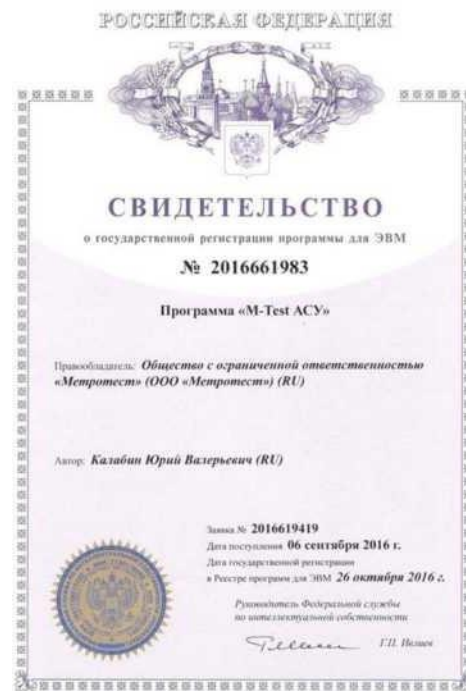 РОССИЙСКАЯ ФЕДЕРАЦИЯ
СВИДЕТЕЛЬСТВО
о государственной регистрации программы для ЭВМ
№ 2016661983
Программа «M-Test АСУ»
Правообладатель: Общество с ограниченной ответственностью
«Метротест» (ООО «Метротест») (RU)
Автор: Калабин Юрий Валерьевич (RU)
Заявка № 2016619419
Дата поступления 06 сентября 2016 г.
Дата государственной регистрации
в Реестре программ для ЭВМ 26 октября 2016 г.
Руководитель Федеральной службы
по интеллектуальной собственности
Г.П. Ивлиев